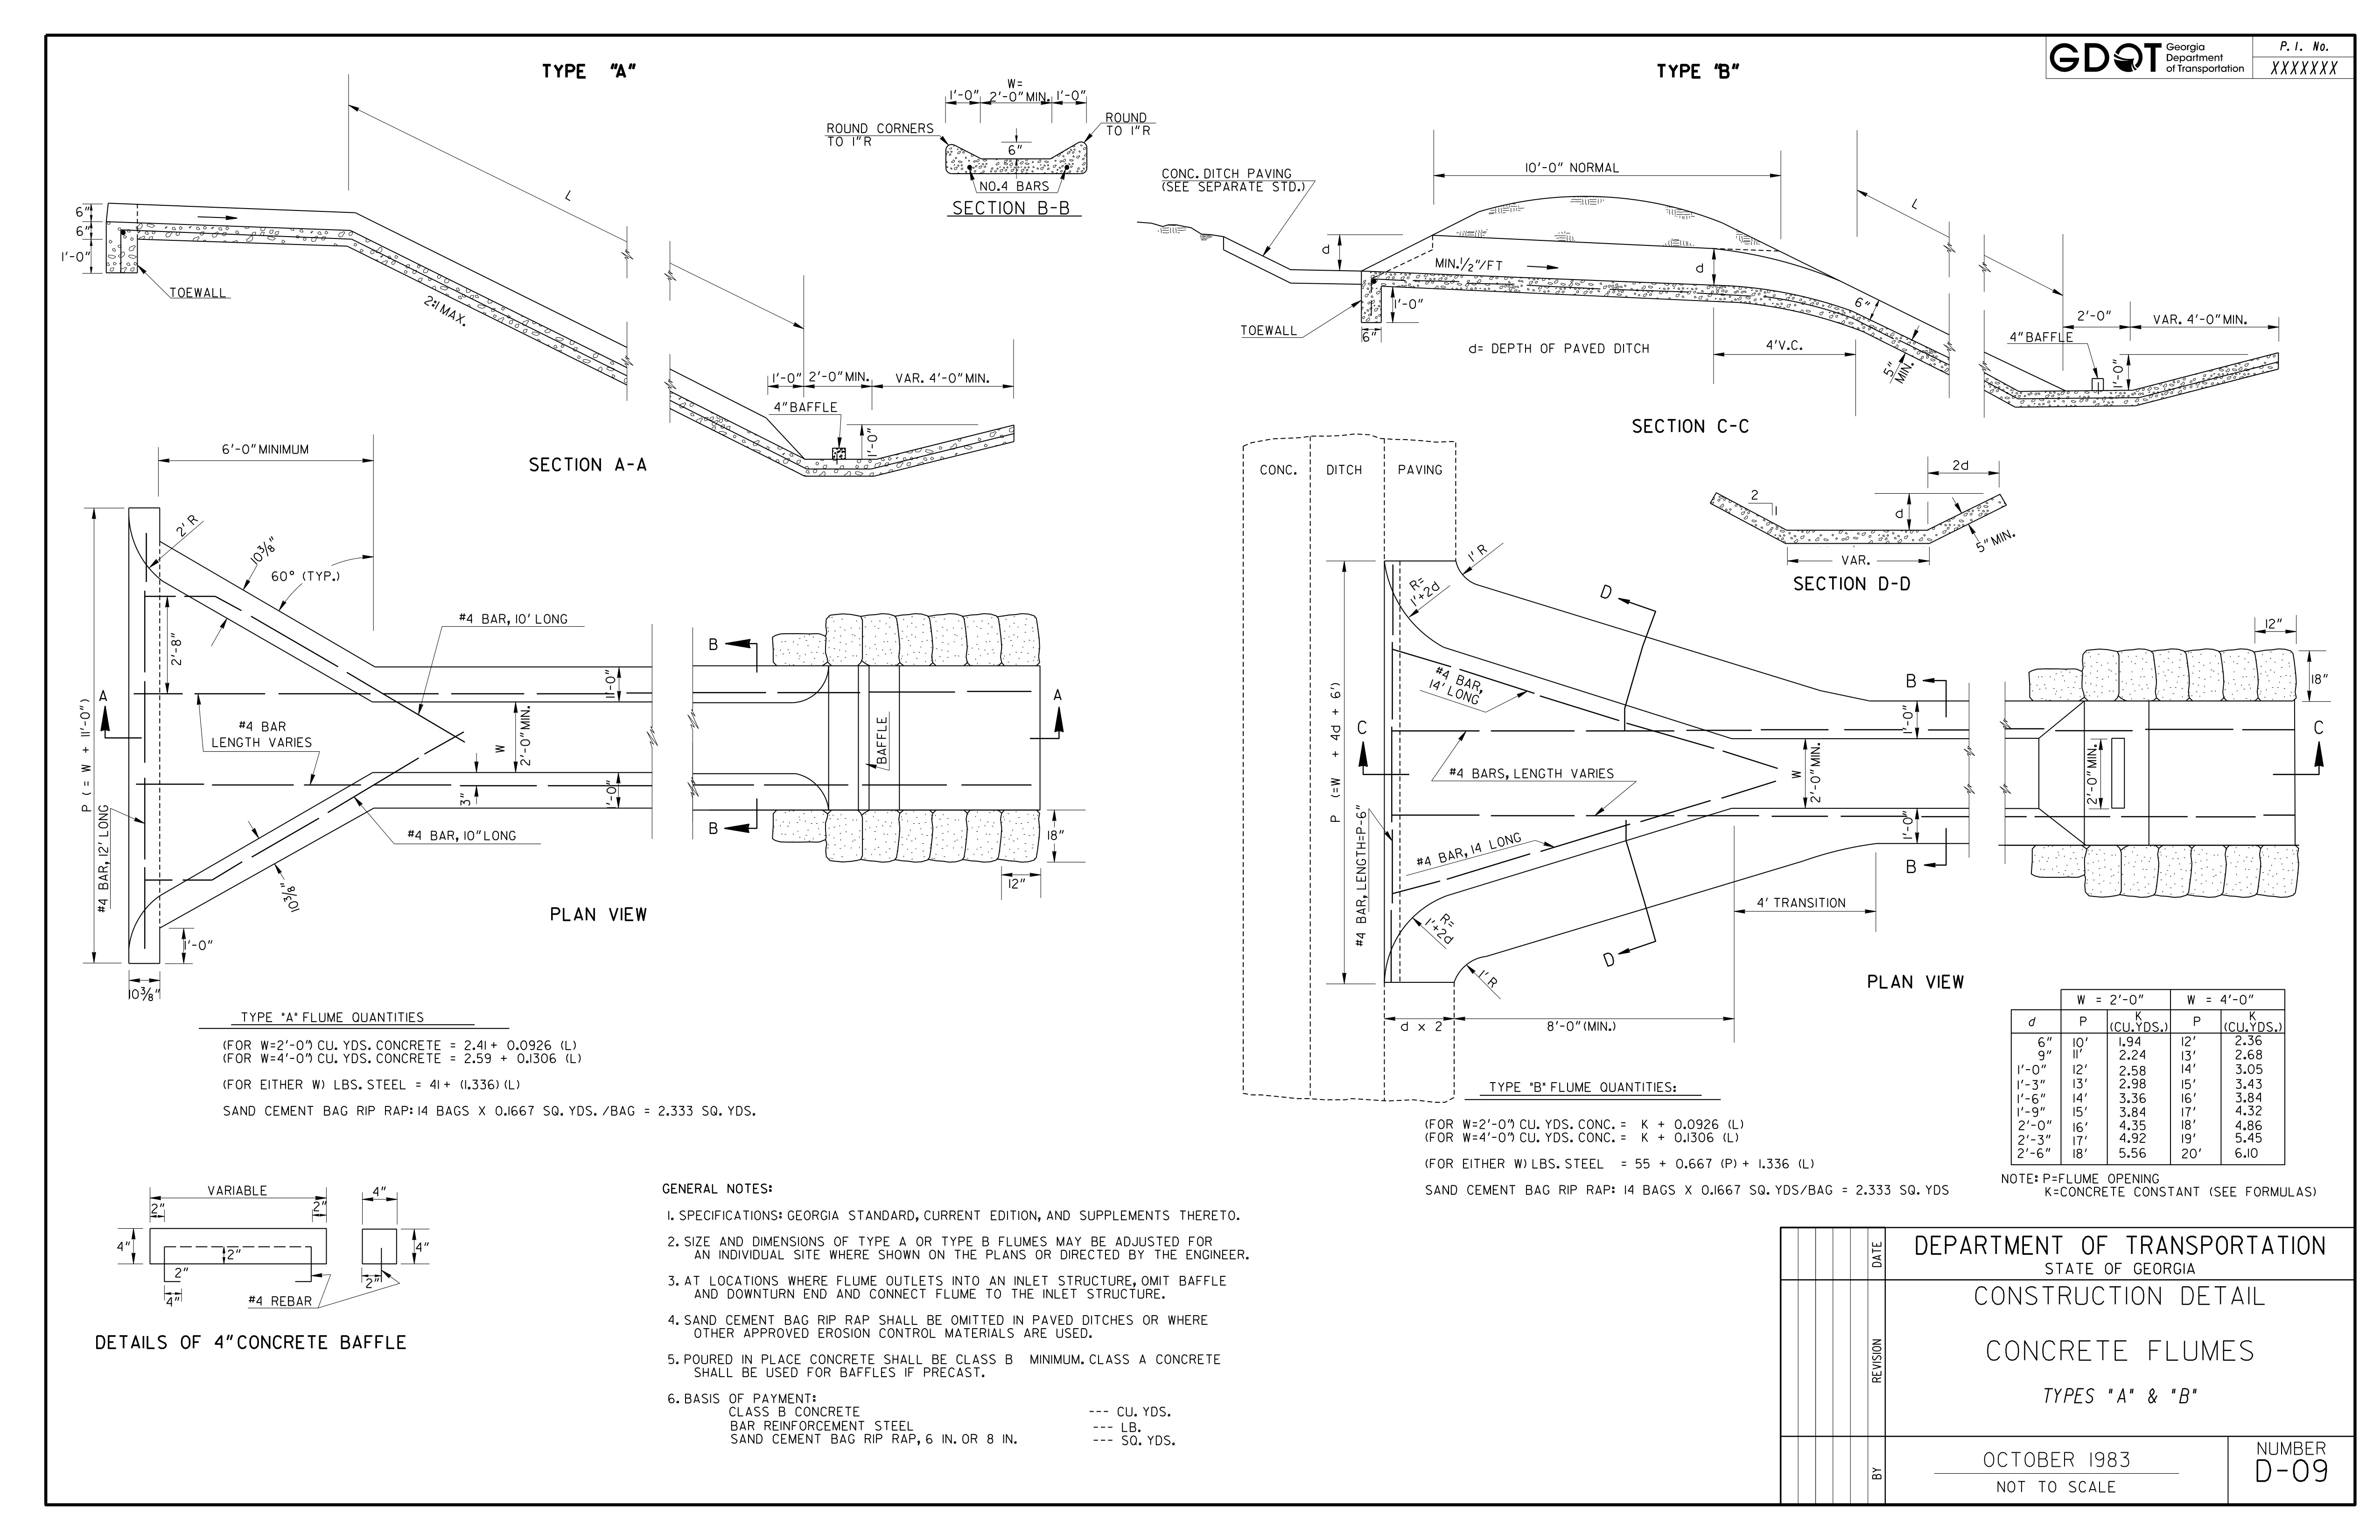 TYPE "A"
TYPE "B"
GDOT Georgia
Department
of Transportation
P. I. No.
XXXXXXX
W=
1'-0" 2'-0" MIN. 1'-0"
ROUND CORNERS
TO 1"R
ROUND
TO 1"R
6"
NO.4 BARS
SECTION B-B
L
6"
6"
1'-0"
TOEWALL
2:1 MAX.
1'-0" 2'-0" MIN. VAR. 4'-0" MIN.
4" BAFFLE
1'-0"
SECTION A-A
CONC. DITCH PAVING
(SEE SEPARATE STD.)
10'-0" NORMAL
L
d
MIN. 1/2"/FT
d
6"
1'-0"
TOEWALL
6"
d= DEPTH OF PAVED DITCH
4' V.C.
5"
MIN.
2'-0" VAR. 4'-0" MIN.
4" BAFFLE
1'-0"
SECTION C-C
6'-0" MINIMUM
2' R
10 3/8"
60° (TYP.)
#4 BAR, 10' LONG
2'-8"
A
P ( = W + 11'-0")
#4 BAR, 12' LONG
#4 BAR
LENGTH VARIES
1'-0"
W
2'-0" MIN.
3"
1'-0"
#4 BAR, 10" LONG
10 3/8"
1'-0"
10 3/8"
B
B
BAFFLE
A
18"
12"
PLAN VIEW
CONC. DITCH PAVING
2d
2
1
d
5" MIN.
VAR.
SECTION D-D
1' R
R=
1'+2d
D
#4 BAR,
14' LONG
C
P (=W + 4d + 6')
#4 BAR, LENGTH=P-6"
#4 BARS, LENGTH VARIES
#4 BAR, 14 LONG
R=
1'+2d
1' R
D
W
2'-0" MIN.
B
1'-0"
1'-0"
B
2'-0" MIN.
12"
18"
C
4' TRANSITION
d x 2
8'-0" (MIN.)
PLAN VIEW
TYPE "A" FLUME QUANTITIES
(FOR W=2'-0") CU. YDS. CONCRETE = 2.41 + 0.0926 (L)
(FOR W=4'-0") CU. YDS. CONCRETE = 2.59 + 0.1306 (L)
(FOR EITHER W) LBS. STEEL = 41 + (1.336) (L)
SAND CEMENT BAG RIP RAP: 14 BAGS X 0.1667 SQ. YDS. /BAG = 2.333 SQ. YDS.
TYPE "B" FLUME QUANTITIES:
(FOR W=2'-0") CU. YDS. CONC. = K + 0.0926 (L)
(FOR W=4'-0") CU. YDS. CONC. = K + 0.1306 (L)
(FOR EITHER W) LBS. STEEL = 55 + 0.667 (P) + 1.336 (L)
SAND CEMENT BAG RIP RAP: 14 BAGS X 0.1667 SQ. YDS/BAG = 2.333 SQ. YDS
W = 2'-0" W = 4'-0"
d P K (CU.YDS.) P K (CU.YDS.)
6" 10' 1.94 12' 2.36
9" 11' 2.24 13' 2.68
1'-0" 12' 2.58 14' 3.05
1'-3" 13' 2.98 15' 3.43
1'-6" 14' 3.36 16' 3.84
1'-9" 15' 3.84 17' 4.32
2'-0" 16' 4.35 18' 4.86
2'-3" 17' 4.92 19' 5.45
2'-6" 18' 5.56 20' 6.10
NOTE: P=FLUME OPENING
K=CONCRETE CONSTANT (SEE FORMULAS)
VARIABLE
2" 2"
4"
2"
2"
4"
4"
4"
2"
#4 REBAR
DETAILS OF 4" CONCRETE BAFFLE
GENERAL NOTES:
1. SPECIFICATIONS: GEORGIA STANDARD, CURRENT EDITION, AND SUPPLEMENTS THERETO.
2. SIZE AND DIMENSIONS OF TYPE A OR TYPE B FLUMES MAY BE ADJUSTED FOR
AN INDIVIDUAL SITE WHERE SHOWN ON THE PLANS OR DIRECTED BY THE ENGINEER.
3. AT LOCATIONS WHERE FLUME OUTLETS INTO AN INLET STRUCTURE, OMIT BAFFLE
AND DOWNTURN END AND CONNECT FLUME TO THE INLET STRUCTURE.
4. SAND CEMENT BAG RIP RAP SHALL BE OMITTED IN PAVED DITCHES OR WHERE
OTHER APPROVED EROSION CONTROL MATERIALS ARE USED.
5. POURED IN PLACE CONCRETE SHALL BE CLASS B MINIMUM. CLASS A CONCRETE
SHALL BE USED FOR BAFFLES IF PRECAST.
6. BASIS OF PAYMENT:
CLASS B CONCRETE --- CU. YDS.
BAR REINFORCEMENT STEEL --- LB.
SAND CEMENT BAG RIP RAP, 6 IN. OR 8 IN. --- SQ. YDS.
DATE
REVISION
BY
DEPARTMENT OF TRANSPORTATION
STATE OF GEORGIA
CONSTRUCTION DETAIL
CONCRETE FLUMES
TYPES "A" & "B"
OCTOBER 1983
NOT TO SCALE
NUMBER
D-09